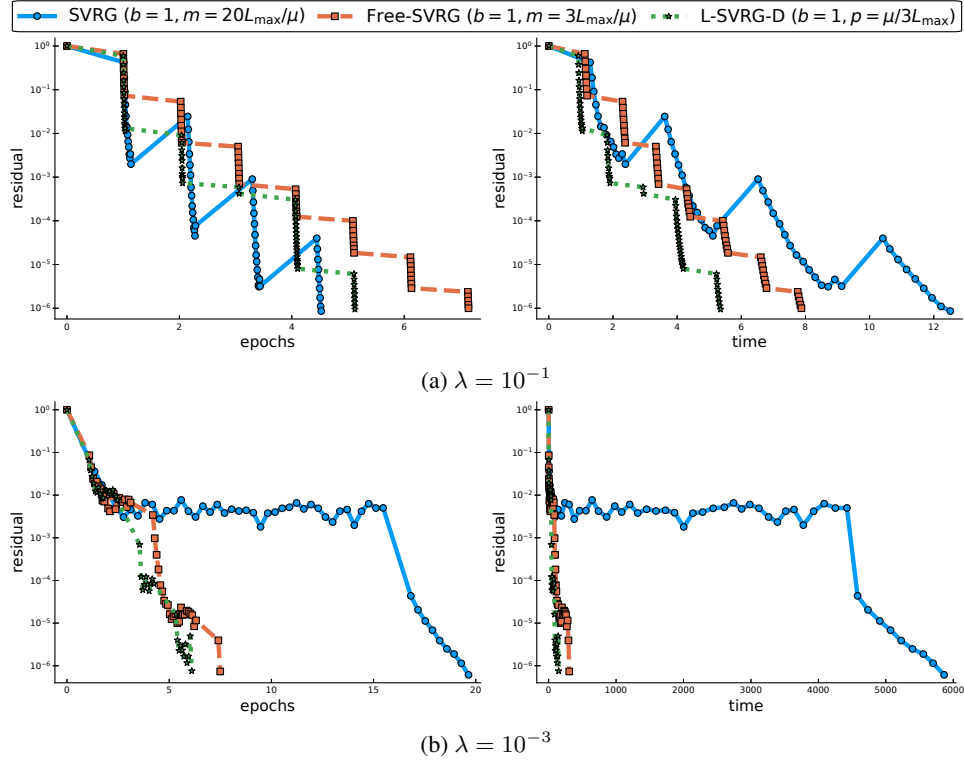 SVRG (b = 1, m = 20L_max/μ) Free-SVRG (b = 1, m = 3L_max/μ) L-SVRG-D (b = 1, p = μ/3L_max)
10⁰ 10⁻¹ 10⁻² 10⁻³ 10⁻⁴ 10⁻⁵ 10⁻⁶
residual
0 2 4 6
epochs
10⁰ 10⁻¹ 10⁻² 10⁻³ 10⁻⁴ 10⁻⁵ 10⁻⁶
residual
0 2 4 6 8 10 12
time
(a) λ = 10⁻¹
10⁰ 10⁻¹ 10⁻² 10⁻³ 10⁻⁴ 10⁻⁵ 10⁻⁶
residual
0 5 10 15 20
epochs
10⁰ 10⁻¹ 10⁻² 10⁻³ 10⁻⁴ 10⁻⁵ 10⁻⁶
residual
0 1000 2000 3000 4000 5000 6000
time
(b) λ = 10⁻³